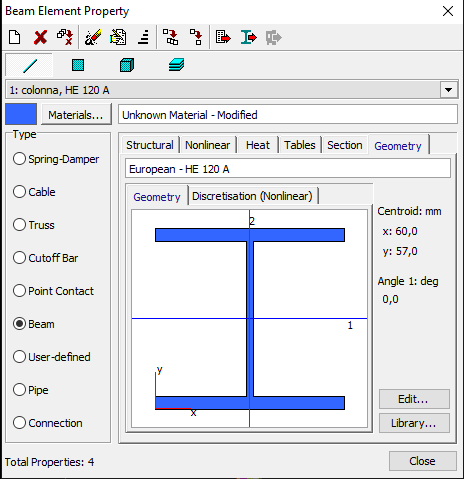 Beam Element Property
1: colonna, HE 120 A
Materials... Unknown Material - Modified
Type
Spring-Damper
Cable
Truss
Cutoff Bar
Point Contact
Beam
User-defined
Pipe
Connection
Structural Nonlinear Heat Tables Section Geometry
European - HE 120 A
Geometry Discretisation (Nonlinear)
2
1
y
x
Centroid: mm
x: 60,0
y: 57,0
Angle 1: deg
0,0
Edit...
Library...
Total Properties: 4
Close